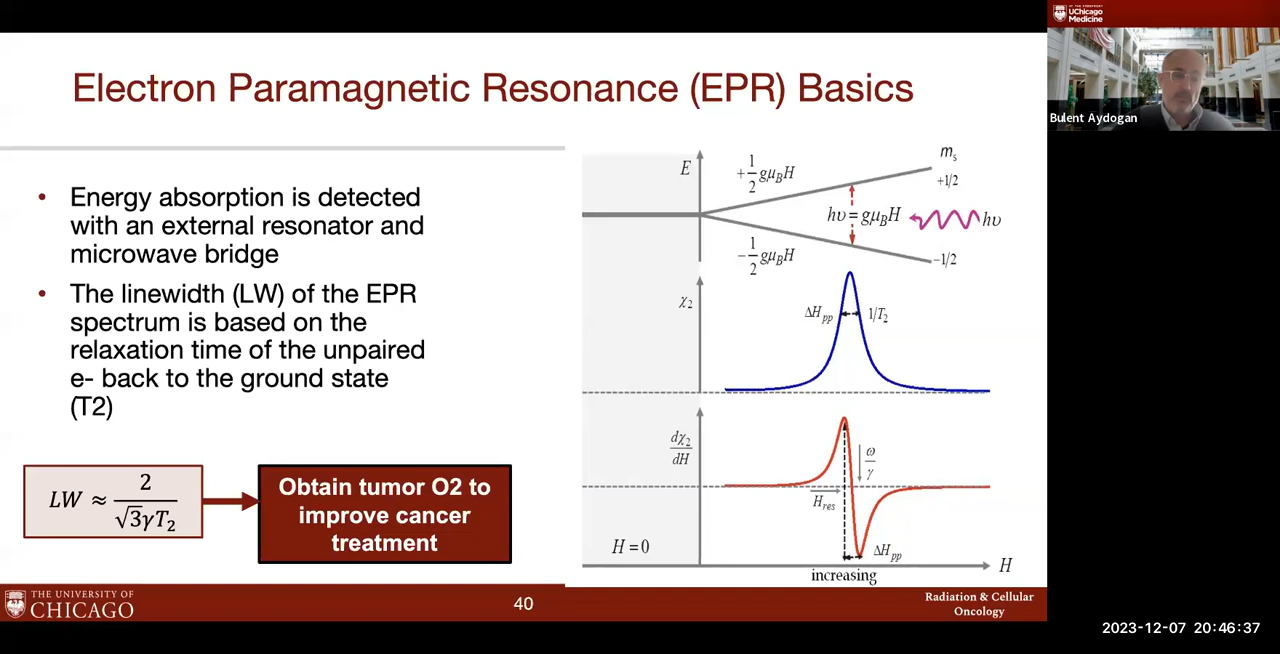 UChicago
Medicine
Bulent Aydogan
Electron Paramagnetic Resonance (EPR) Basics
• Energy absorption is detected
with an external resonator and
microwave bridge
• The linewidth (LW) of the EPR
spectrum is based on the
relaxation time of the unpaired
e- back to the ground state
(T2)
LW ≈ 2/(√3γT₂)
Obtain tumor O2 to
improve cancer
treatment
E
+1/2 gμ_BH
m_s
+1/2
hυ = gμ_BH
hυ
−1/2 gμ_BH
−1/2
χ₂
ΔH_pp
1/T₂
dχ₂/dH
ω/γ
H_res
ΔH_pp
H = 0
H
increasing
THE UNIVERSITY OF
CHICAGO
40
Radiation & Cellular
Oncology
2023-12-07 20:46:37